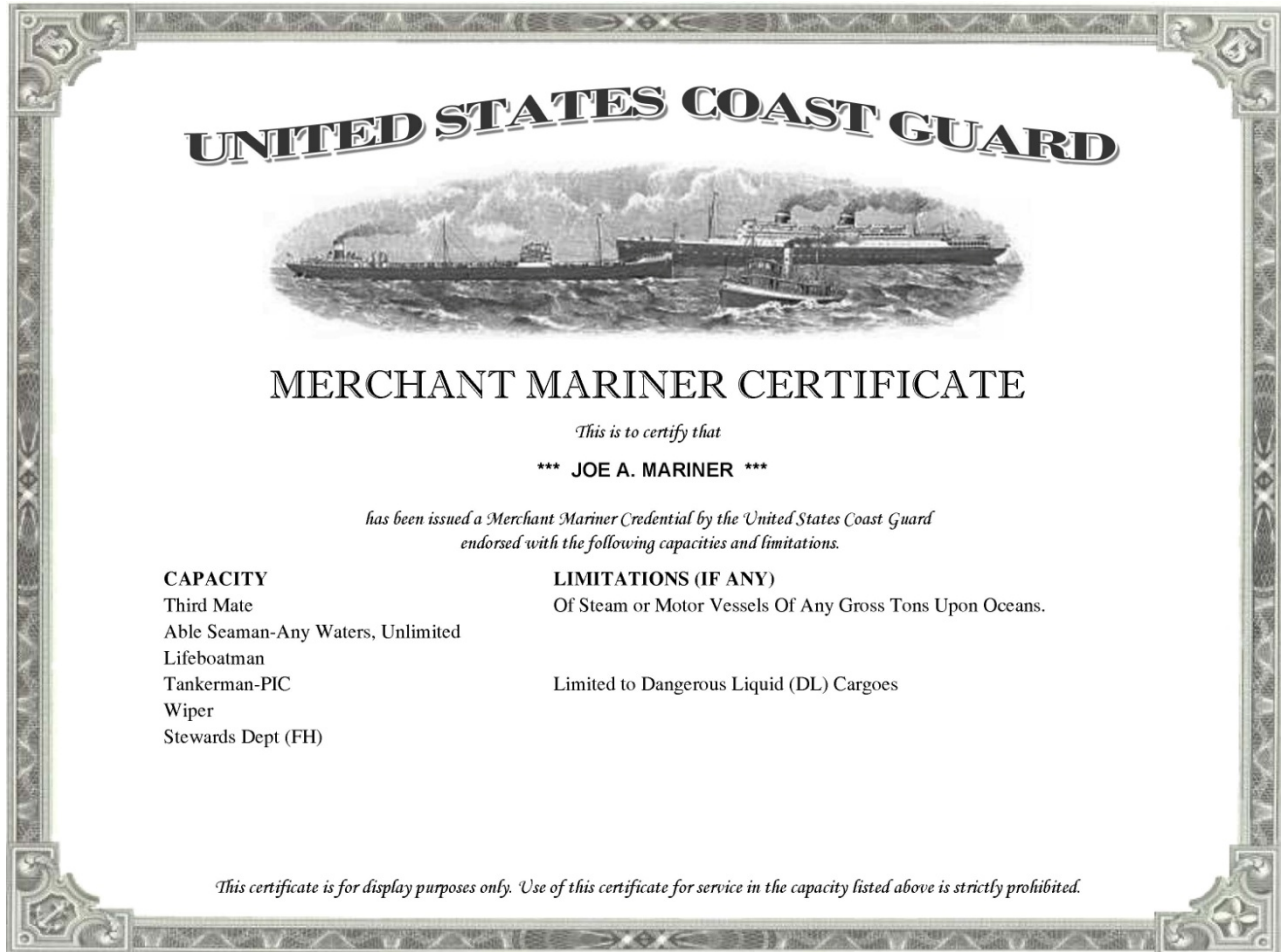 UNITED STATES COAST GUARD
MERCHANT MARINER CERTIFICATE
This is to certify that
*** JOE A. MARINER ***
has been issued a Merchant Mariner Credential by the United States Coast Guard
endorsed with the following capacities and limitations.
CAPACITY LIMITATIONS (IF ANY)
Third Mate Of Steam or Motor Vessels Of Any Gross Tons Upon Oceans.
Able Seaman-Any Waters, Unlimited
Lifeboatman
Tankerman-PIC Limited to Dangerous Liquid (DL) Cargoes
Wiper
Stewards Dept (FH)
This certificate is for display purposes only. Use of this certificate for service in the capacity listed above is strictly prohibited.